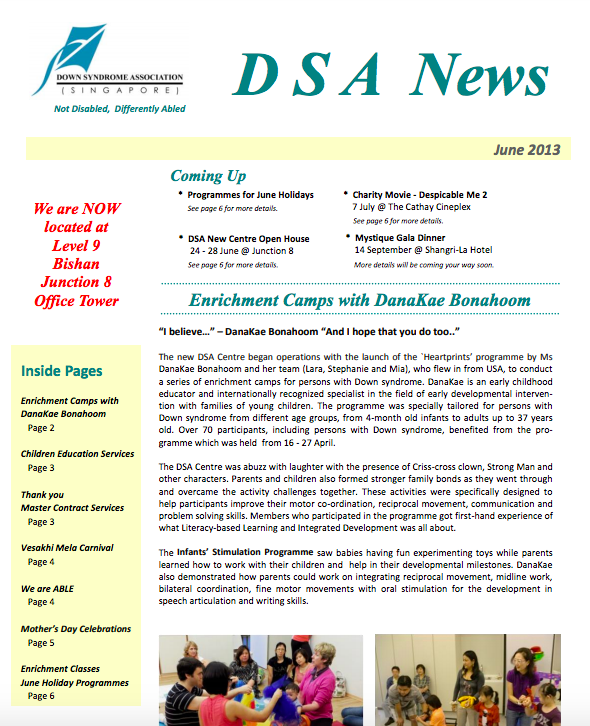 DOWN SYNDROME ASSOCIATION
( SINGAPORE )
Not Disabled, Differently Abled
DSA News
June 2013
We are NOW
located at
Level 9
Bishan
Junction 8
Office Tower
Coming Up
* Programmes for June Holidays
See page 6 for more details.
* Charity Movie - Despicable Me 2
7 July @ The Cathay Cineplex
See page 6 for more details.
* DSA New Centre Open House
24 - 28 June @ Junction 8
See page 6 for more details.
* Mystique Gala Dinner
14 September @ Shangri-La Hotel
More details will be coming your way soon.
Enrichment Camps with DanaKae Bonahoom
“I believe…” – DanaKae Bonahoom “And I hope that you do too..”
The new DSA Centre began operations with the launch of the `Heartprints’ programme by Ms
DanaKae Bonahoom and her team (Lara, Stephanie and Mia), who flew in from USA, to conduct
a series of enrichment camps for persons with Down syndrome. DanaKae is an early childhood
educator and internationally recognized specialist in the field of early developmental interven-
tion with families of young children. The programme was specially tailored for persons with
Down syndrome from different age groups, from 4-month old infants to adults up to 37 years
old. Over 70 participants, including persons with Down syndrome, benefited from the pro-
gramme which was held from 16 - 27 April.
The DSA Centre was abuzz with laughter with the presence of Criss-cross clown, Strong Man and
other characters. Parents and children also formed stronger family bonds as they went through
and overcome the activity challenges together. These activities were specifically designed to
help participants improve their motor co-ordination, reciprocal movement, communication and
problem solving skills. Members who participated in the programme got first-hand experience of
what Literacy-based Learning and Integrated Development was all about.
The Infants’ Stimulation Programme saw babies having fun experimenting toys while parents
learned how to work with their children and help in their developmental milestones. DanaKae
also demonstrated how parents could work on integrating reciprocal movement, midline work,
bilateral coordination, fine motor movements with oral stimulation for the development in
speech articulation and writing skills.
Inside Pages
Enrichment Camps with
DanaKae Bonahoom
Page 2
Children Education Services
Page 3
Thank you
Master Contract Services
Page 3
Vesakhi Mela Carnival
Page 4
We are ABLE
Page 4
Mother’s Day Celebrations
Page 5
Enrichment Classes
June Holiday Programmes
Page 6